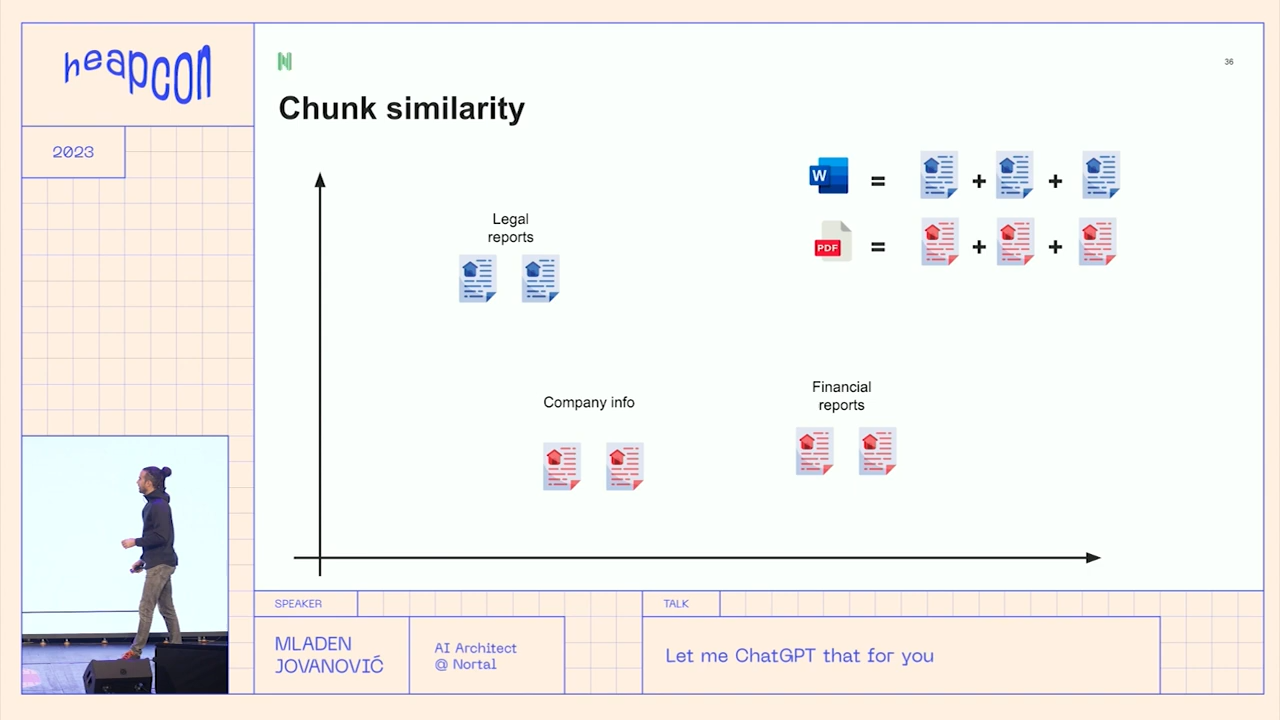 heapcon
2023
N
36
Chunk similarity
W = + +
PDF = + +
Legal
reports
Company info
Financial
reports
SPEAKER
MLADEN
JOVANOVIĆ
AI Architect
@ Nortal
TALK
Let me ChatGPT that for you